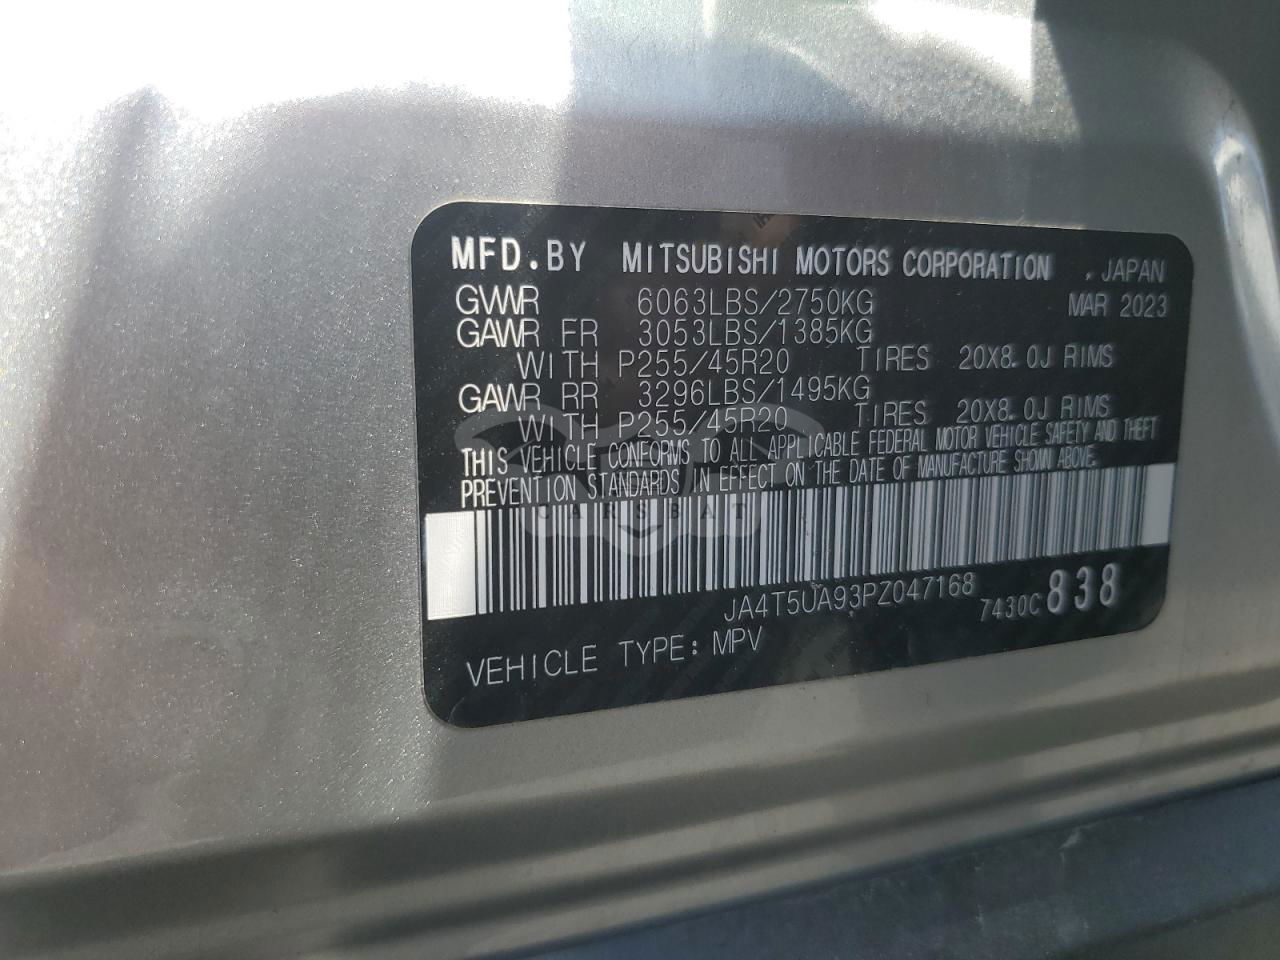 MFD.BY MITSUBISHI MOTORS CORPORATION .JAPAN
GVWR 6063LBS/2750KG MAR 2023
GAWR FR 3053LBS/1385KG
WITH P255/45R20 TIRES 20X8.0J RIMS
GAWR RR 3296LBS/1495KG
WITH P255/45R20 TIRES 20X8.0J RIMS
THIS VEHICLE CONFORMS TO ALL APPLICABLE FEDERAL MOTOR VEHICLE SAFETY AND THEFT
PREVENTION STANDARDS IN EFFECT ON THE DATE OF MANUFACTURE SHOWN ABOVE.
CARSBAT
JA4T5UA93PZ047168 7430C 838
VEHICLE TYPE: MPV